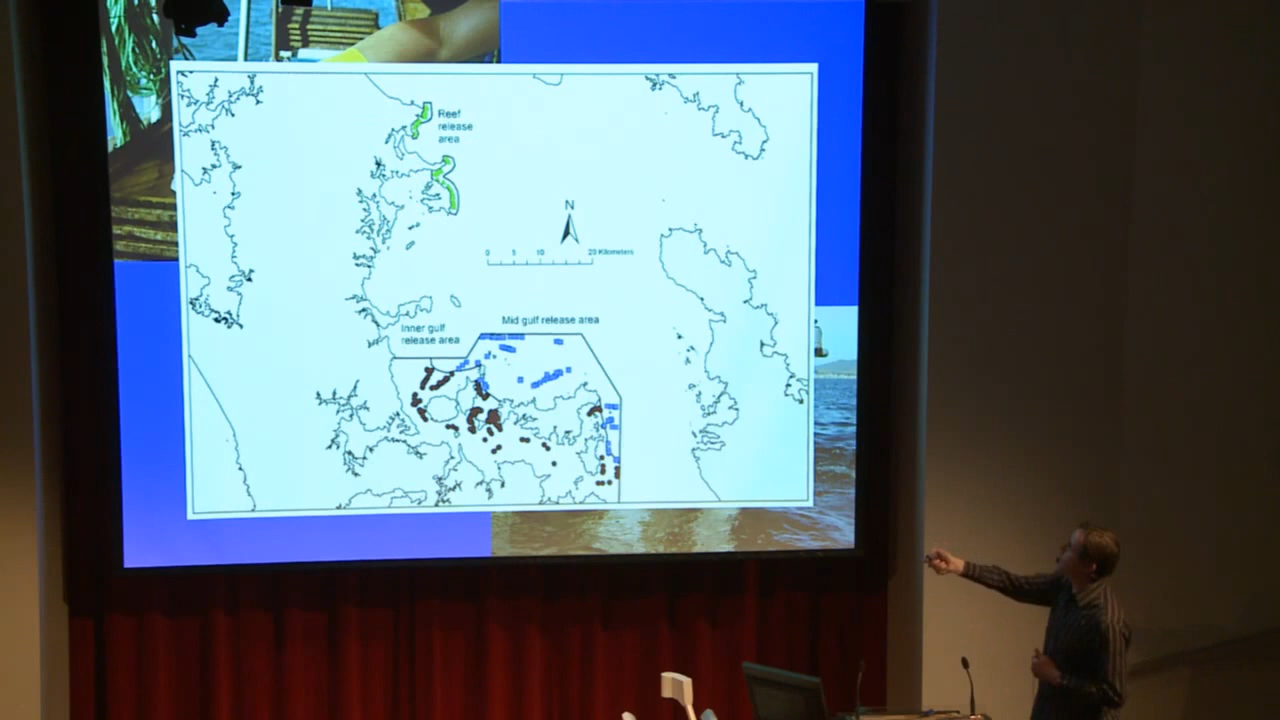 Reef
release
area
N
0 5 10 20 Kilometers
Mid gulf release area
Inner gulf
release area